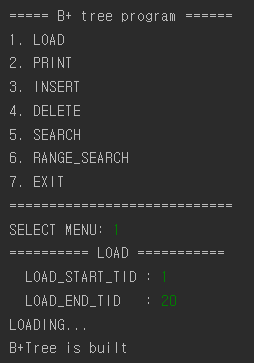 ===== B+ tree program ======
1. LOAD
2. PRINT
3. INSERT
4. DELETE
5. SEARCH
6. RANGE_SEARCH
7. EXIT
============================
SELECT MENU: 1
========== LOAD ===========
  LOAD_START_TID : 1
  LOAD_END_TID   : 20
LOADING...
B+Tree is built